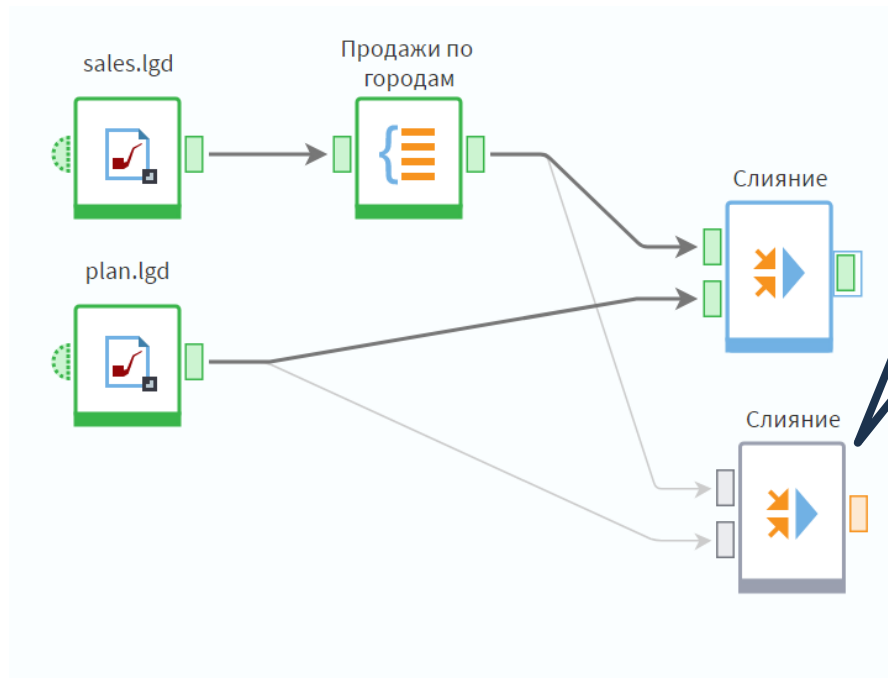 sales.lgd
Продажи по
городам
Слияние
plan.lgd
Слияние